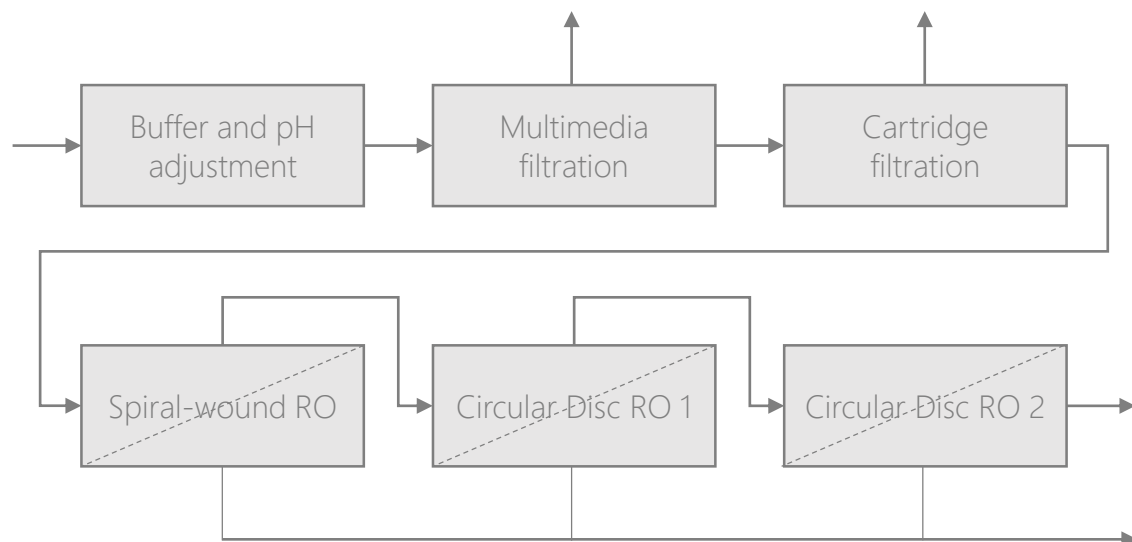 Buffer and pH
adjustment
Multimedia
filtration
Cartridge
filtration
Spiral-wound RO
Circular Disc RO 1
Circular Disc RO 2